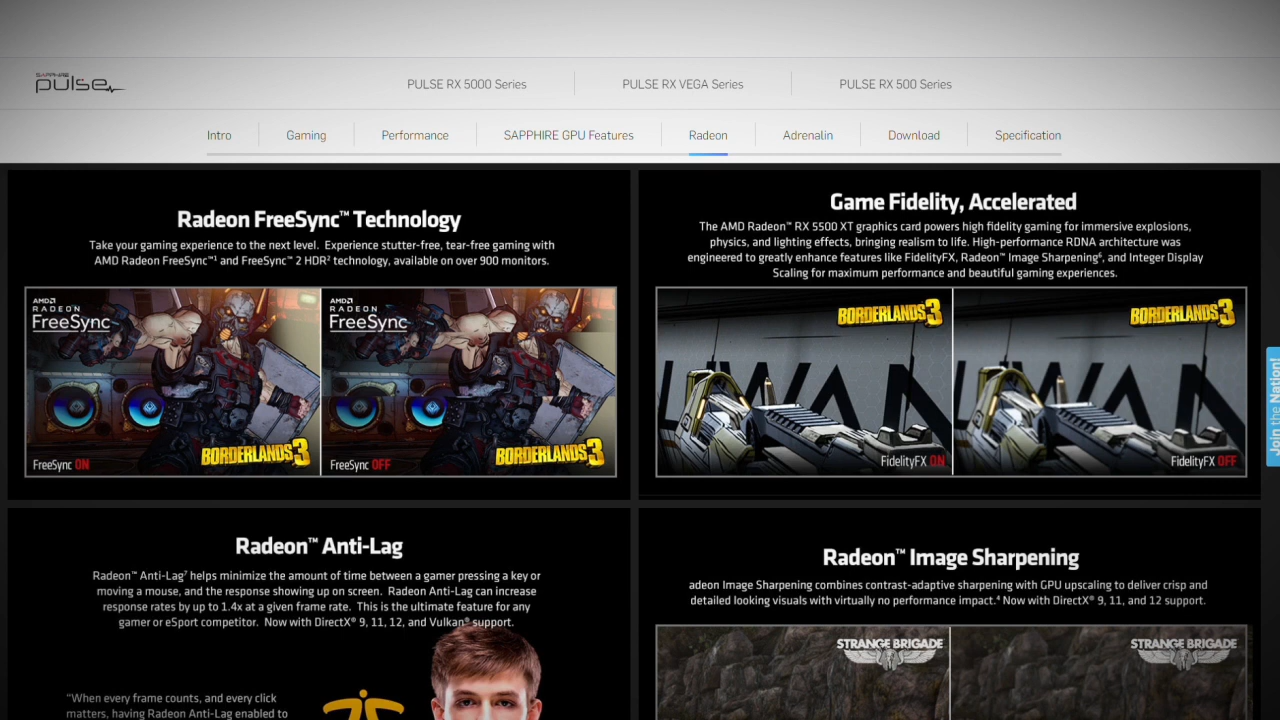 SAPPHIRE
pulse
PULSE RX 5000 Series
PULSE RX VEGA Series
PULSE RX 500 Series
Intro
Gaming
Performance
SAPPHIRE GPU Features
Radeon
Adrenalin
Download
Specification
Radeon FreeSync™ Technology
Take your gaming experience to the next level. Experience stutter-free, tear-free gaming with
AMD Radeon FreeSync™¹ and FreeSync™ 2 HDR² technology, available on over 900 monitors.
AMD
RADEON
FreeSync
BORDERLANDS 3
FreeSync ON
AMD
RADEON
FreeSync
BORDERLANDS 3
FreeSync OFF
Game Fidelity, Accelerated
The AMD Radeon™ RX 5500 XT graphics card powers high fidelity gaming for immersive explosions,
physics, and lighting effects, bringing realism to life. High-performance RDNA architecture was
engineered to greatly enhance features like FidelityFX, Radeon™ Image Sharpening⁶, and Integer Display
Scaling for maximum performance and beautiful gaming experiences.
BORDERLANDS 3
FidelityFX ON
BORDERLANDS 3
FidelityFX OFF
Join the Nation!
Radeon™ Anti-Lag
Radeon™ Anti-Lag⁷ helps minimize the amount of time between a gamer pressing a key or
moving a mouse, and the response showing up on screen. Radeon Anti-Lag can increase
response rates by up to 1.4x at a given frame rate. This is the ultimate feature for any
gamer or eSport competitor. Now with DirectX® 9, 11, 12, and Vulkan® support.
"When every frame counts, and every click
matters, having Radeon Anti-Lag enabled to
Radeon™ Image Sharpening
adeon Image Sharpening combines contrast-adaptive sharpening with GPU upscaling to deliver crisp and
detailed looking visuals with virtually no performance impact.⁴ Now with DirectX® 9, 11, and 12 support.
STRANGE BRIGADE
STRANGE BRIGADE